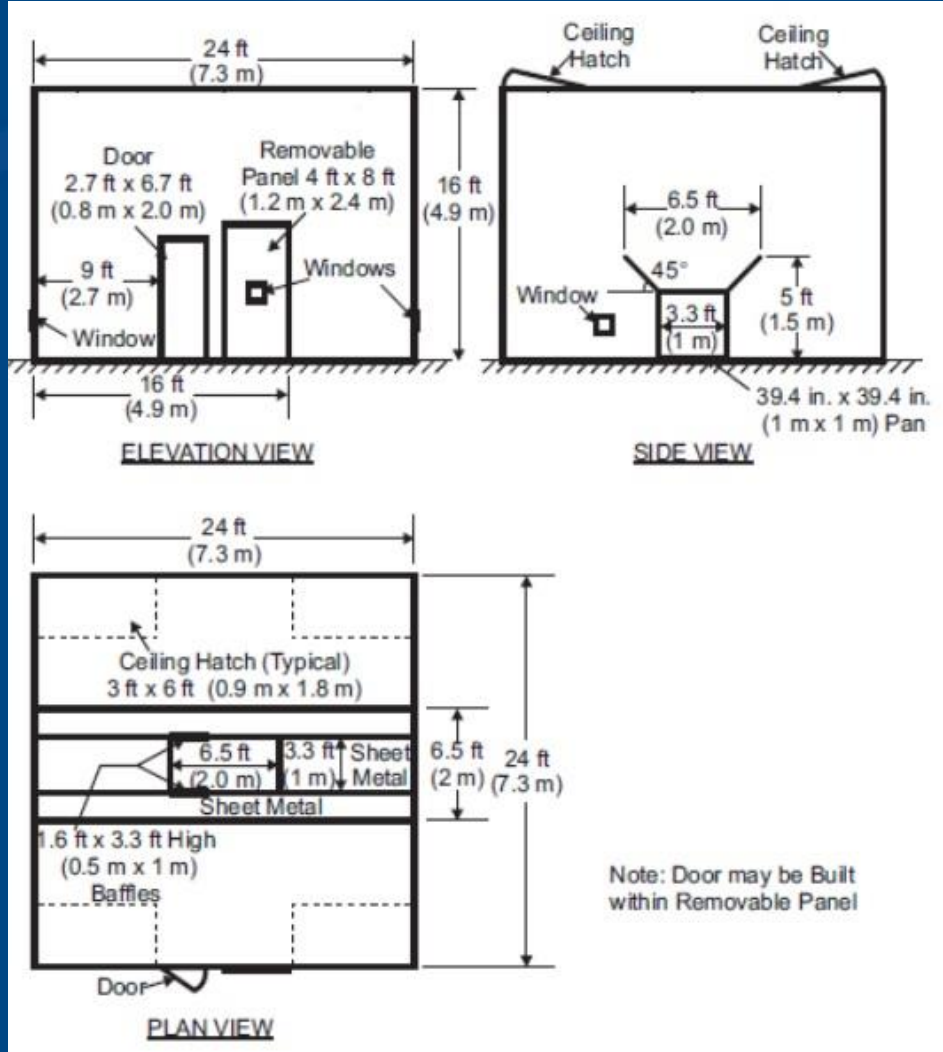 24 ft
(7.3 m)
Door
2.7 ft x 6.7 ft
(0.8 m x 2.0 m)
Removable
Panel 4 ft x 8 ft
(1.2 m x 2.4 m)
16 ft
(4.9 m)
9 ft
(2.7 m)
Windows
Window
16 ft
(4.9 m)
ELEVATION VIEW
Ceiling
Hatch
Ceiling
Hatch
6.5 ft
(2.0 m)
45°
Window
3.3 ft
(1 m)
5 ft
(1.5 m)
39.4 in. x 39.4 in.
(1 m x 1 m) Pan
SIDE VIEW
24 ft
(7.3 m)
Ceiling Hatch (Typical)
3 ft x 6 ft (0.9 m x 1.8 m)
6.5 ft
(2.0 m)
3.3 ft
(1 m)
Sheet
Metal
6.5 ft
(2 m)
24 ft
(7.3 m)
Sheet Metal
1.6 ft x 3.3 ft High
(0.5 m x 1 m)
Baffles
Door
PLAN VIEW
Note: Door may be Built
within Removable Panel